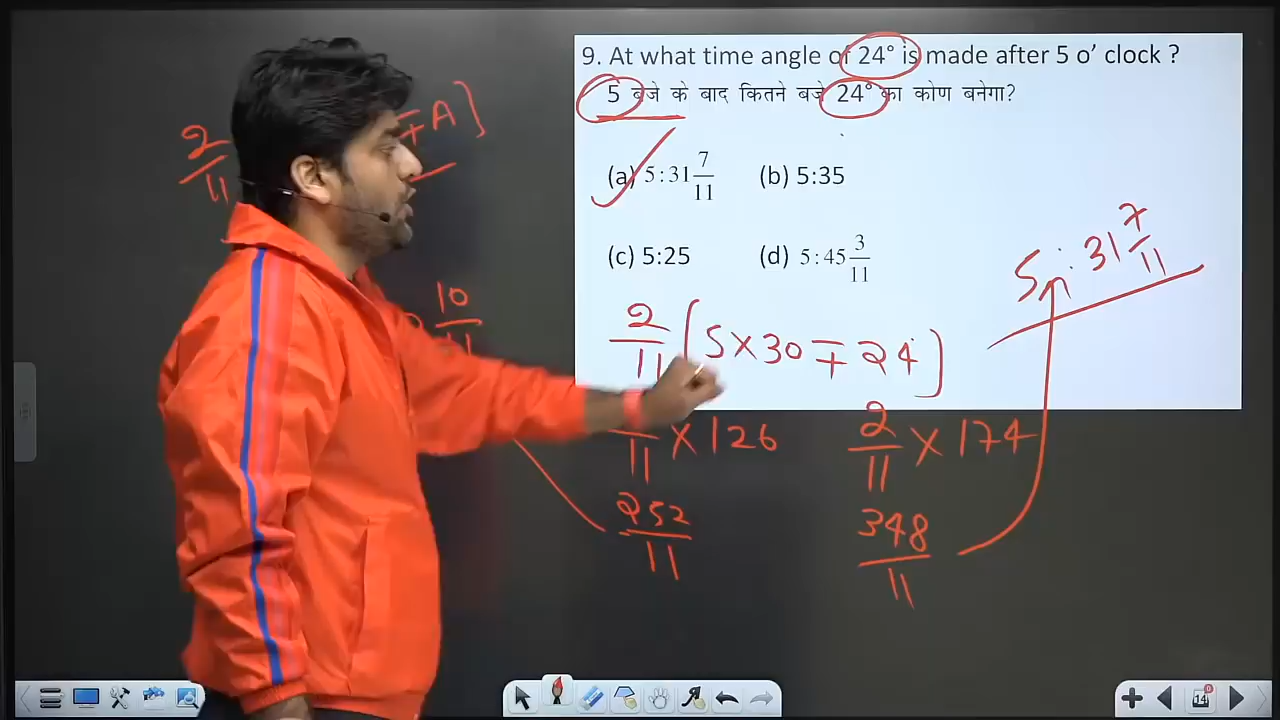 9. At what time angle of 24° is made after 5 o' clock ?
5 बजे के बाद कितने बजे 24° का कोण बनेगा?
(a) 5:31 7/11 (b) 5:35
(c) 5:25 (d) 5:45 3/11
2/11 ∓ A]
10/11
5:31 7/11
2/11 [5×30 ∓ 24]
/11 × 126 2/11 × 174
252/11 348/11
14